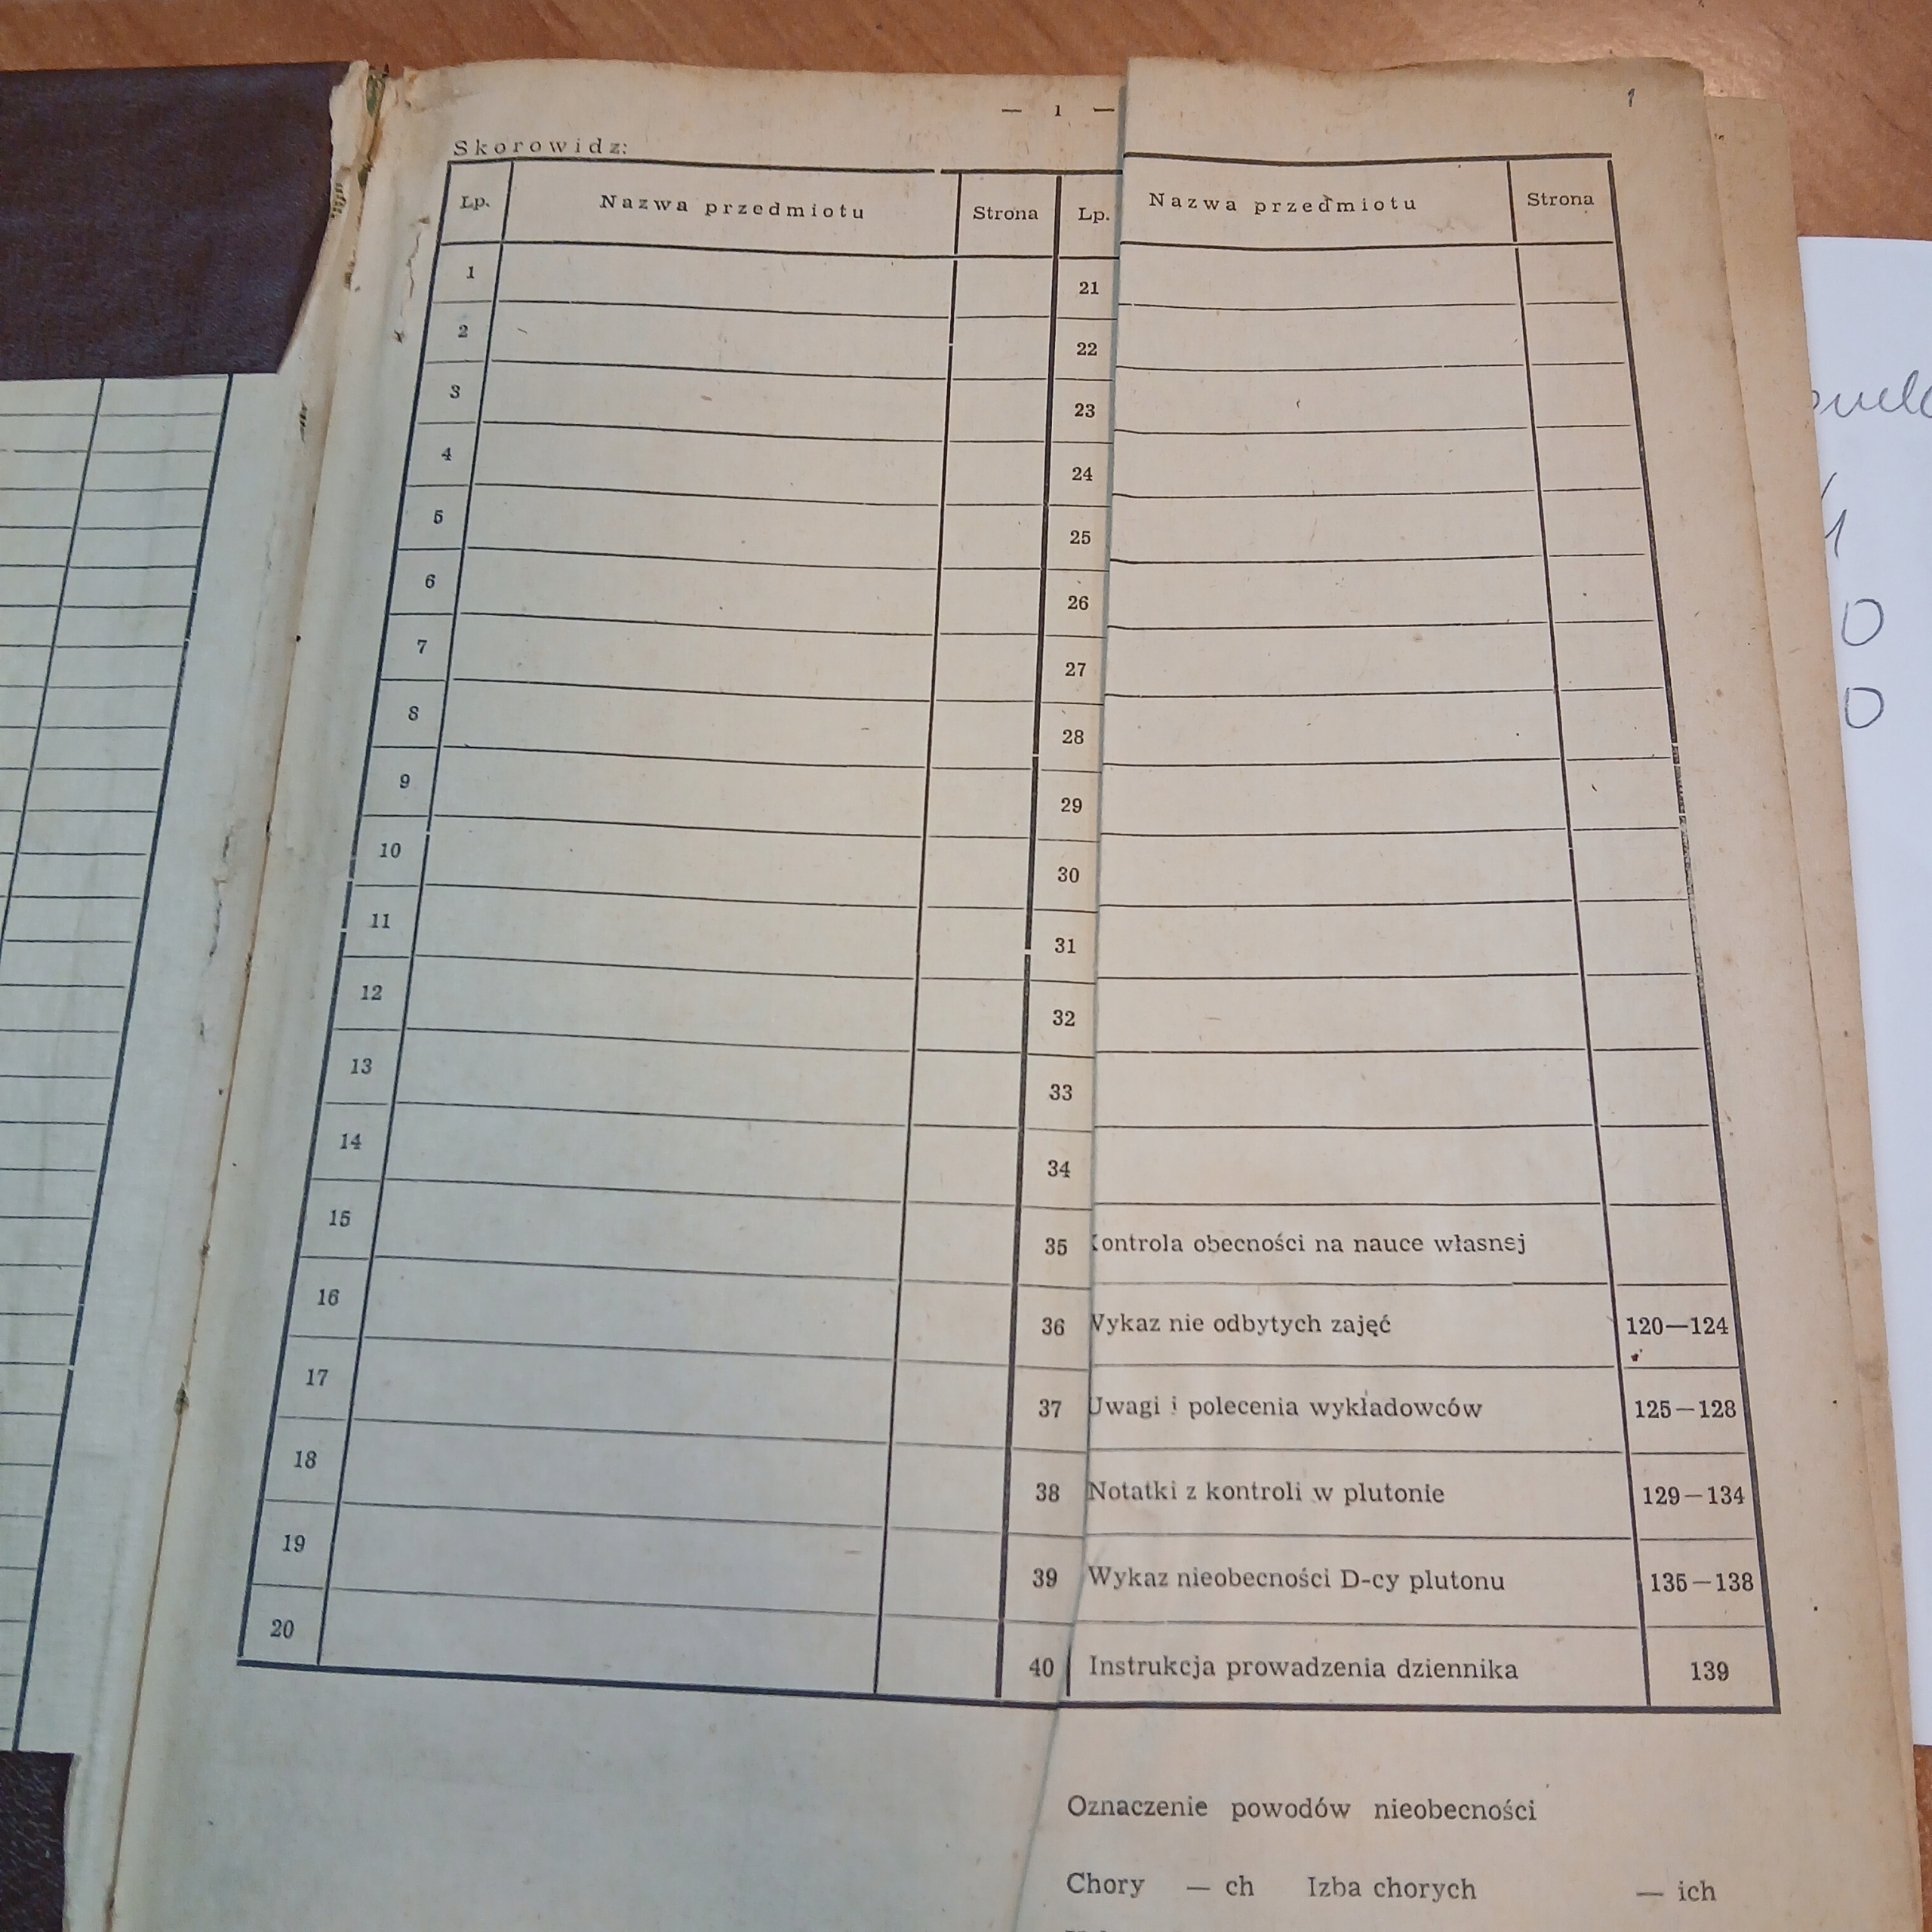 — 1 —
1
Skorowidz:
Lp. Nazwa przedmiotu Strona Lp. Nazwa przedmiotu Strona
1 21
2 22
3 23
4 24
5 25
6 26
7 27
8 28
9 29
10 30
11 31
12 32
13 33
14 34
15 35 Kontrola obecności na nauce własnej
16 36 Wykaz nie odbytych zajęć 120—124
17 37 Uwagi i polecenia wykładowców 125—128
18 38 Notatki z kontroli w plutonie 129—134
19 39 Wykaz nieobecności D-cy plutonu 135—138
20 40 Instrukcja prowadzenia dziennika 139
Oznaczenie powodów nieobecności
Chory — ch Izba chorych — ich